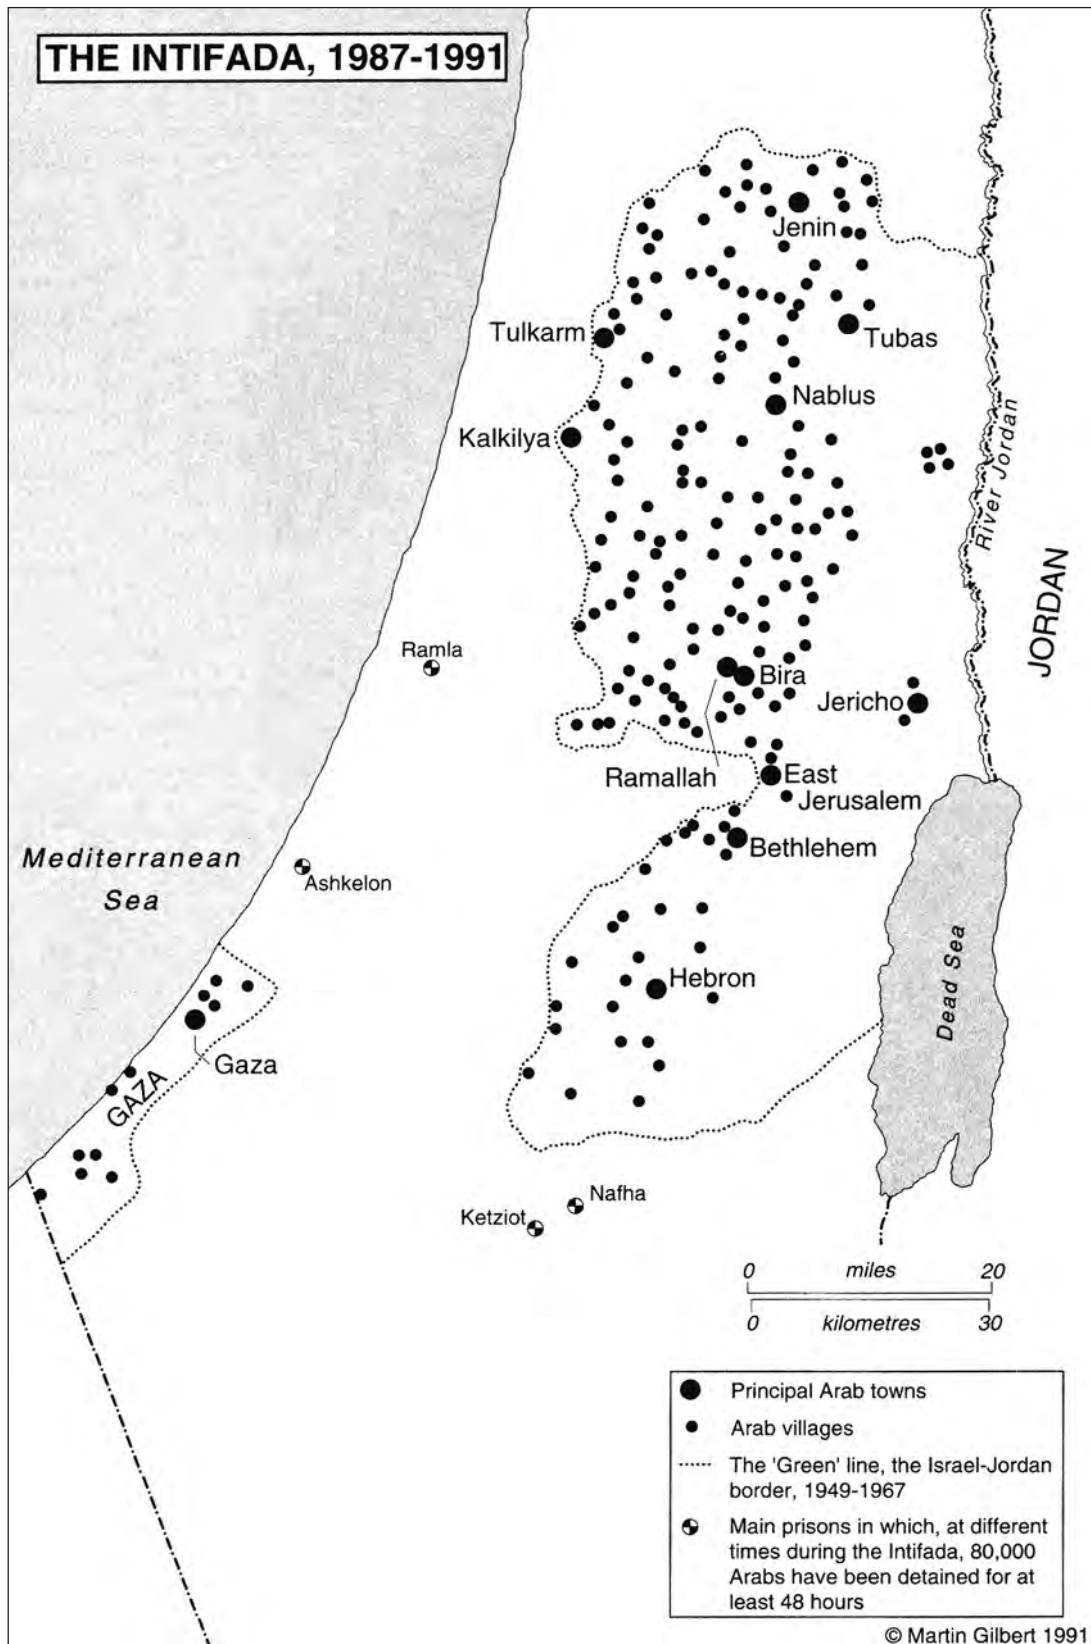 THE INTIFADA, 1987-1991
Jenin
Tulkarm
Tubas
Nablus
Kalkilya
River Jordan
JORDAN
Ramla
Bira
Jericho
Ramallah
East
Jerusalem
Mediterranean
Sea
Ashkelon
Bethlehem
Hebron
Dead Sea
Gaza
GAZA
Nafha
Ketziot
0 miles 20
0 kilometres 30
Principal Arab towns
Arab villages
The 'Green' line, the Israel-Jordan
border, 1949-1967
Main prisons in which, at different
times during the Intifada, 80,000
Arabs have been detained for at
least 48 hours
© Martin Gilbert 1991